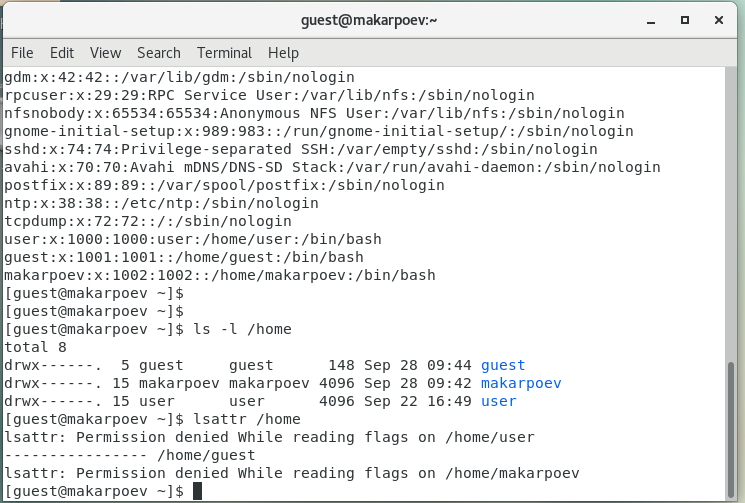 guest@makarpoev:~
File Edit View Search Terminal Help
gdm:x:42:42::/var/lib/gdm:/sbin/nologin
rpcuser:x:29:29:RPC Service User:/var/lib/nfs:/sbin/nologin
nfsnobody:x:65534:65534:Anonymous NFS User:/var/lib/nfs:/sbin/nologin
gnome-initial-setup:x:989:983::/run/gnome-initial-setup/:/sbin/nologin
sshd:x:74:74:Privilege-separated SSH:/var/empty/sshd:/sbin/nologin
avahi:x:70:70:Avahi mDNS/DNS-SD Stack:/var/run/avahi-daemon:/sbin/nologin
postfix:x:89:89::/var/spool/postfix:/sbin/nologin
ntp:x:38:38::/etc/ntp:/sbin/nologin
tcpdump:x:72:72::/:/sbin/nologin
user:x:1000:1000:user:/home/user:/bin/bash
guest:x:1001:1001::/home/guest:/bin/bash
makarpoev:x:1002:1002::/home/makarpoev:/bin/bash
[guest@makarpoev ~]$
[guest@makarpoev ~]$
[guest@makarpoev ~]$ ls -l /home
total 8
drwx------.  5 guest     guest      148 Sep 28 09:44 guest
drwx------. 15 makarpoev makarpoev 4096 Sep 28 09:42 makarpoev
drwx------. 15 user      user      4096 Sep 22 16:49 user
[guest@makarpoev ~]$ lsattr /home
lsattr: Permission denied While reading flags on /home/user
---------------- /home/guest
lsattr: Permission denied While reading flags on /home/makarpoev
[guest@makarpoev ~]$